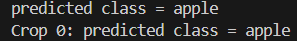 predicted class = apple
Crop 0: predicted class = apple